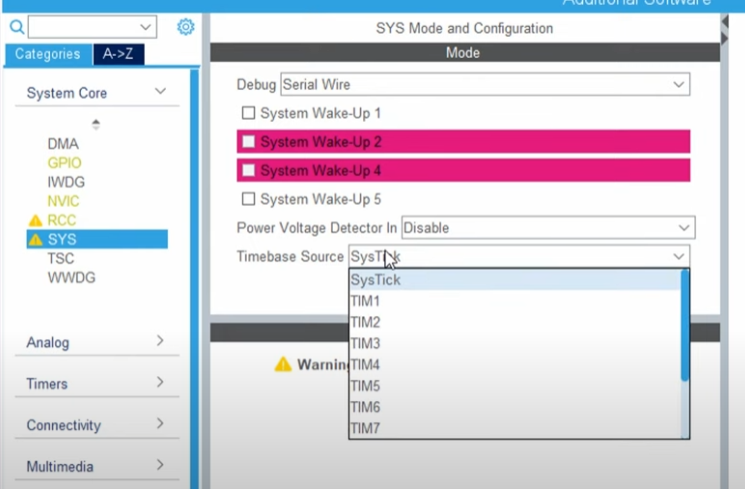 Additional Software
SYS Mode and Configuration
Categories A->Z
Mode
System Core
Debug Serial Wire
System Wake-Up 1
System Wake-Up 2
System Wake-Up 4
System Wake-Up 5
Power Voltage Detector In Disable
Timebase Source SysTick
DMA
GPIO
IWDG
NVIC
RCC
SYS
TSC
WWDG
SysTick
TIM1
TIM2
TIM3
TIM4
TIM5
TIM6
TIM7
Analog
Timers
Connectivity
Multimedia